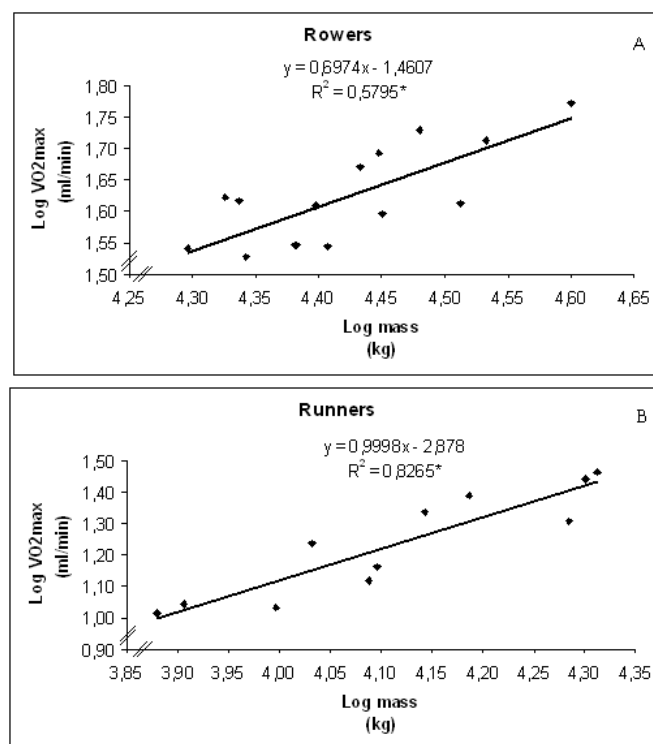 Rowers
A
y = 0,6974x - 1,4607
R² = 0,5795*
Log VO2max
(ml/min)
1,80
1,75
1,70
1,65
1,60
1,55
1,50
4,25 4,30 4,35 4,40 4,45 4,50 4,55 4,60 4,65
Log mass
(kg)
Runners
B
y = 0,9998x - 2,878
R² = 0,8265*
Log VO2max
(ml/min)
1,50
1,40
1,30
1,20
1,10
1,00
0,90
3,85 3,90 3,95 4,00 4,05 4,10 4,15 4,20 4,25 4,30 4,35
Log mass
(kg)